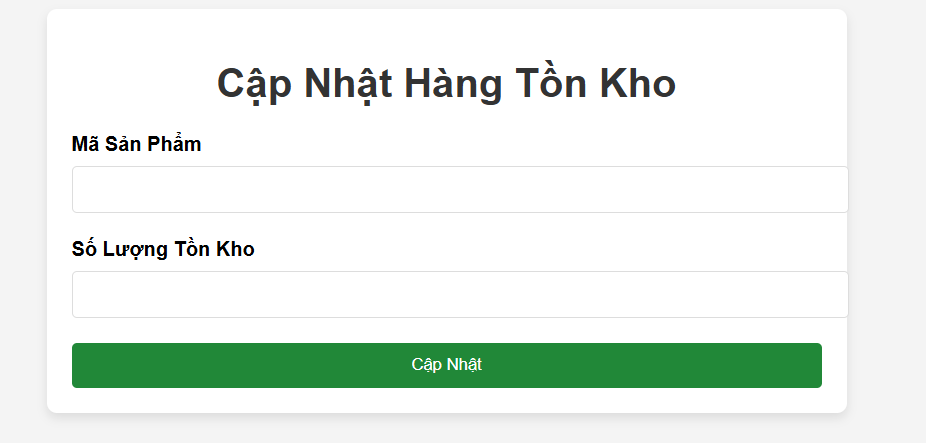 Cập Nhật Hàng Tồn Kho
Mã Sản Phẩm
Số Lượng Tồn Kho
Cập Nhật